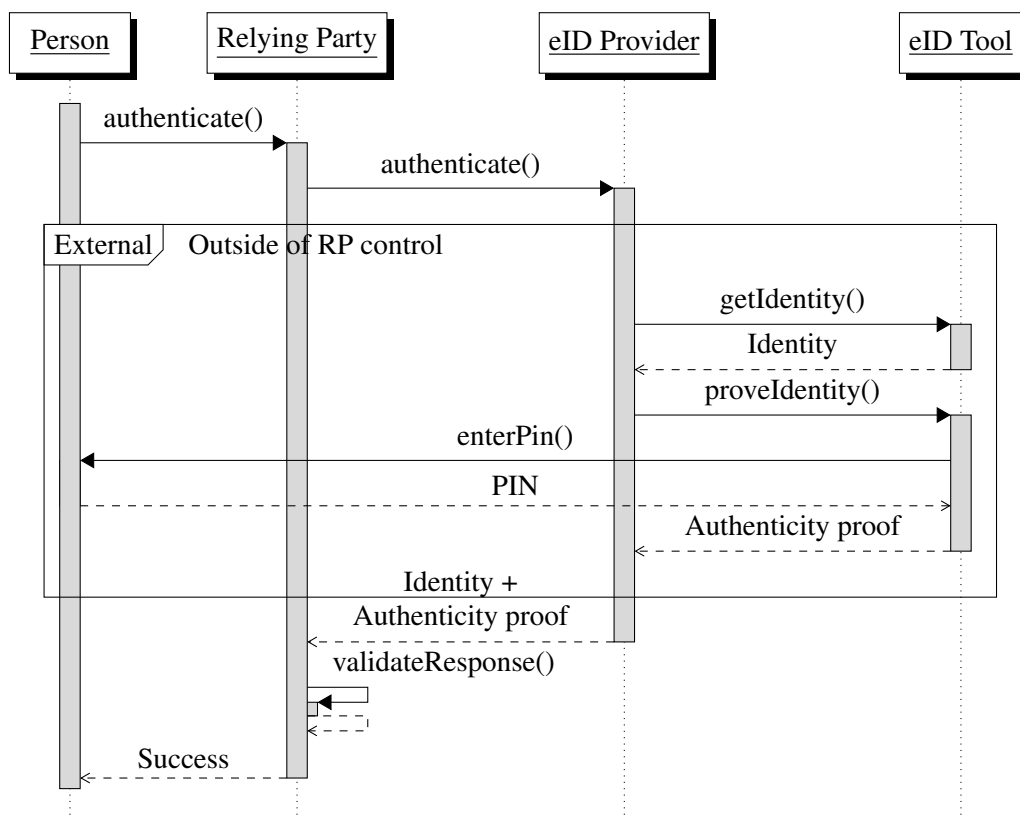 Person
Relying Party
eID Provider
eID Tool
authenticate()
authenticate()
External
Outside of RP control
getIdentity()
Identity
proveIdentity()
enterPin()
PIN
Authenticity proof
Identity +
Authenticity proof
validateResponse()
Success